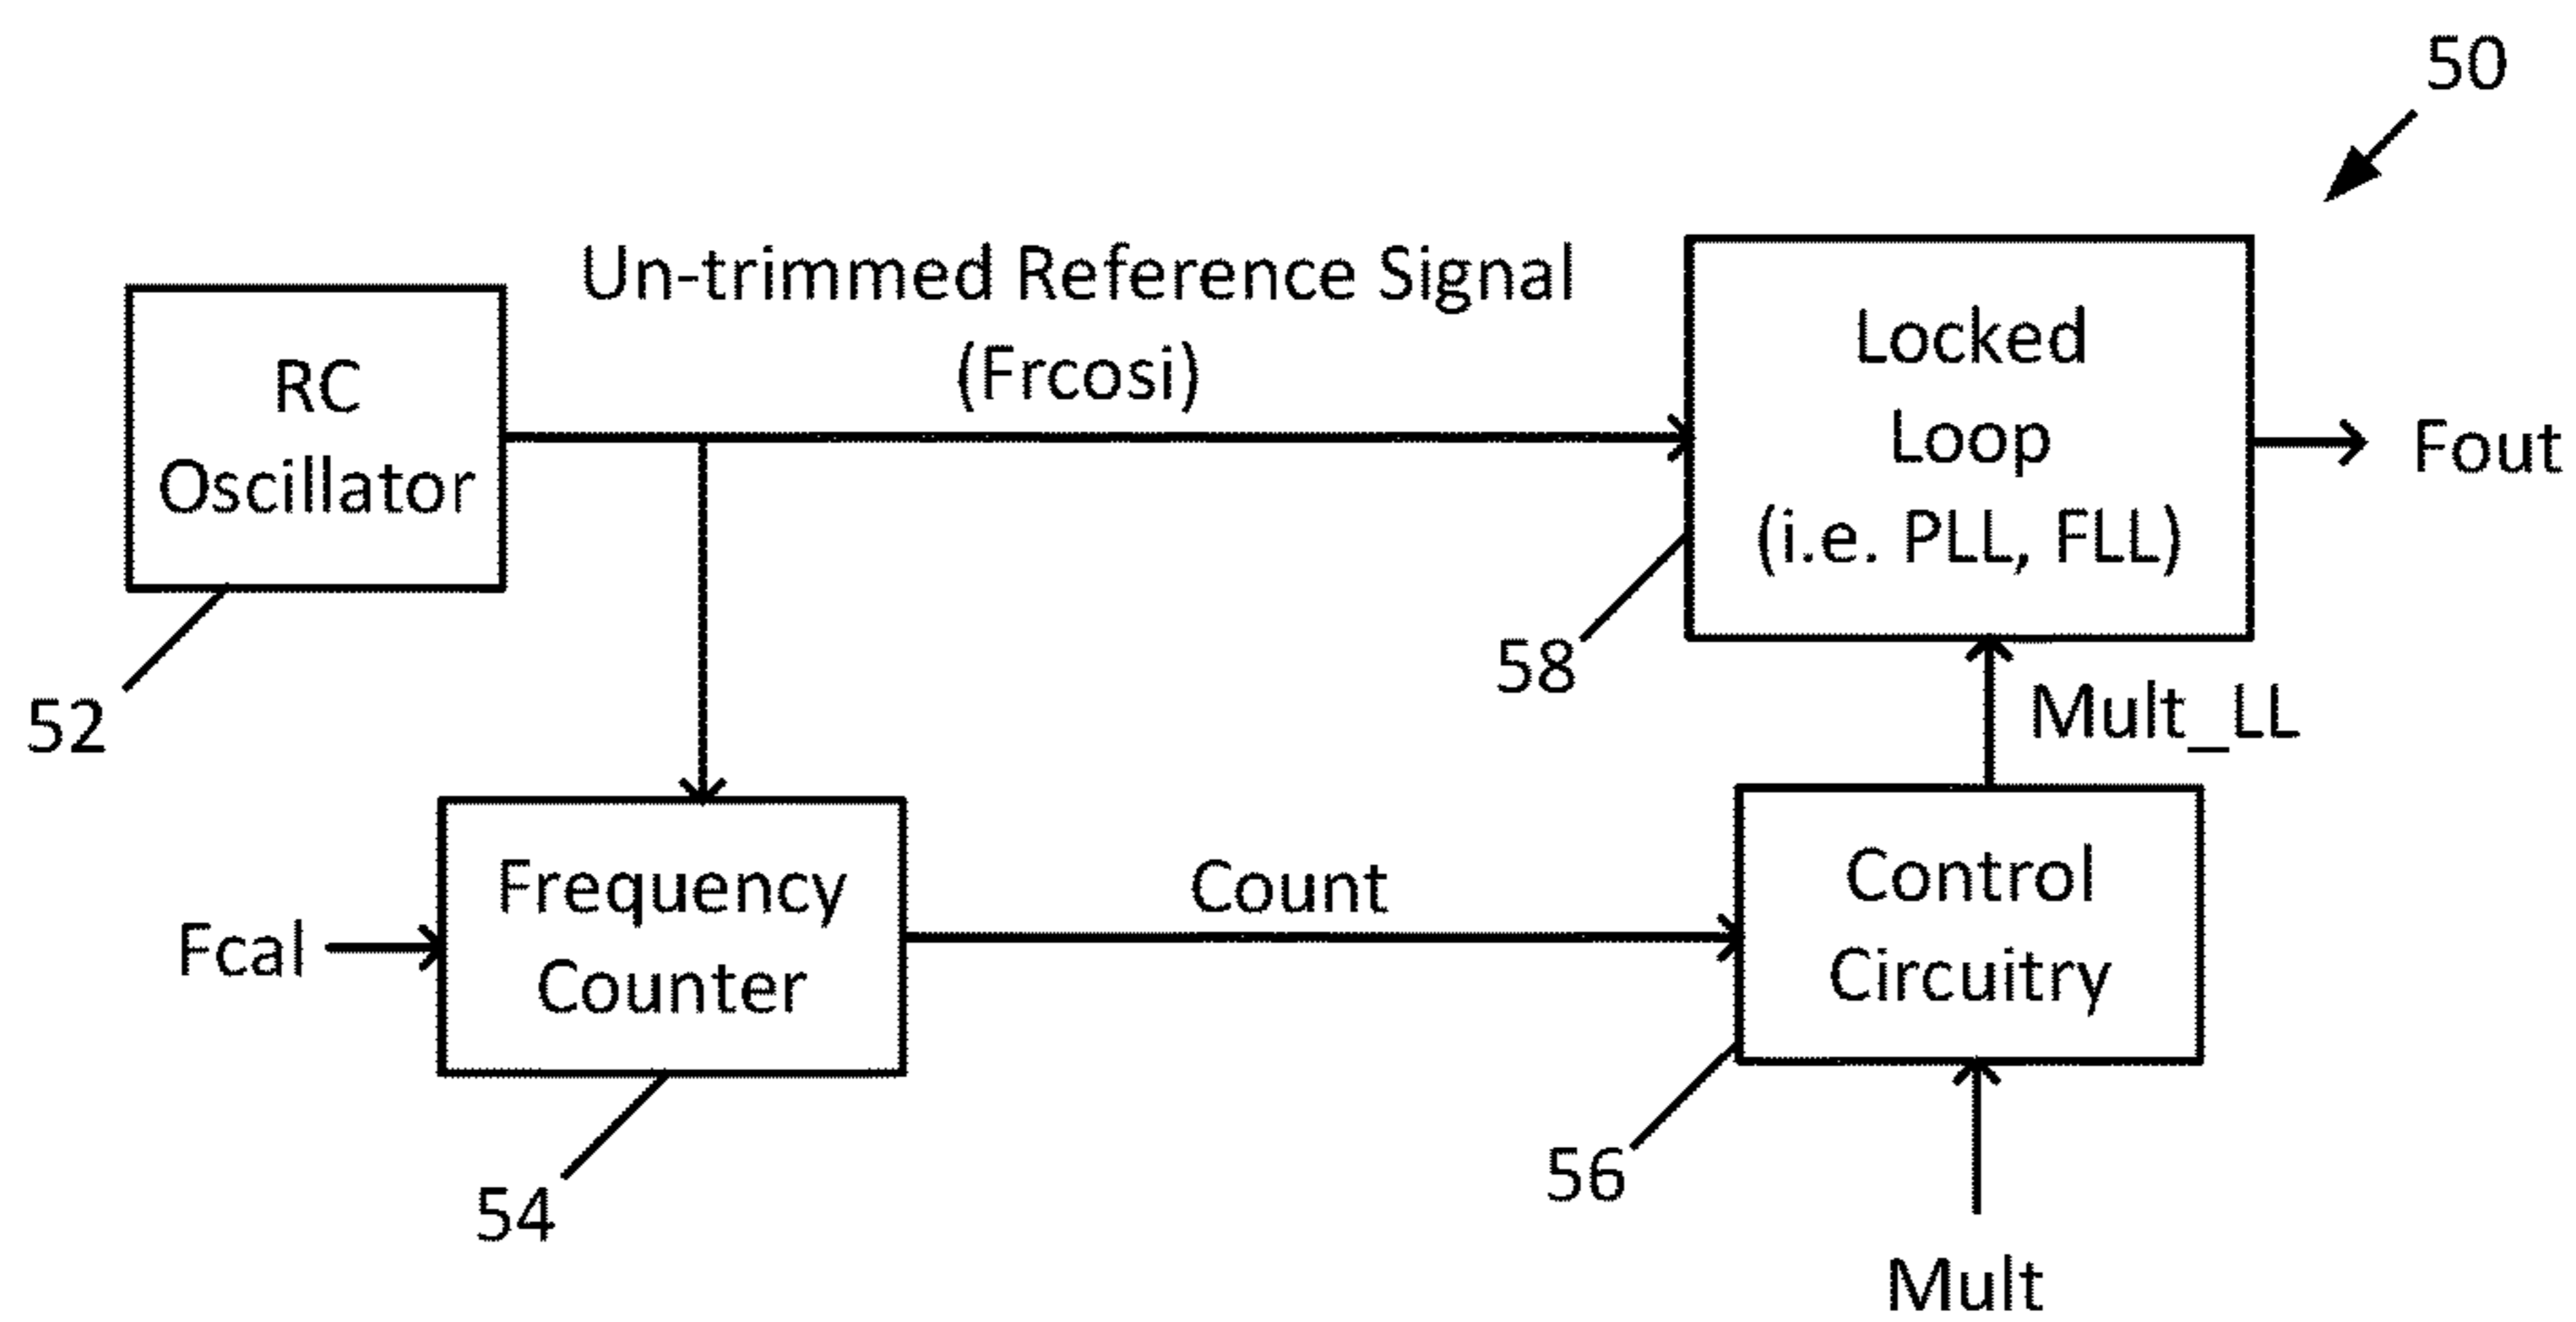 50
Un-trimmed Reference Signal
(Frcosi)
RC
Oscillator
Locked
Loop
(i.e. PLL, FLL)
Fout
52
58
Mult_LL
Fcal
Frequency
Counter
Count
Control
Circuitry
54
56
Mult